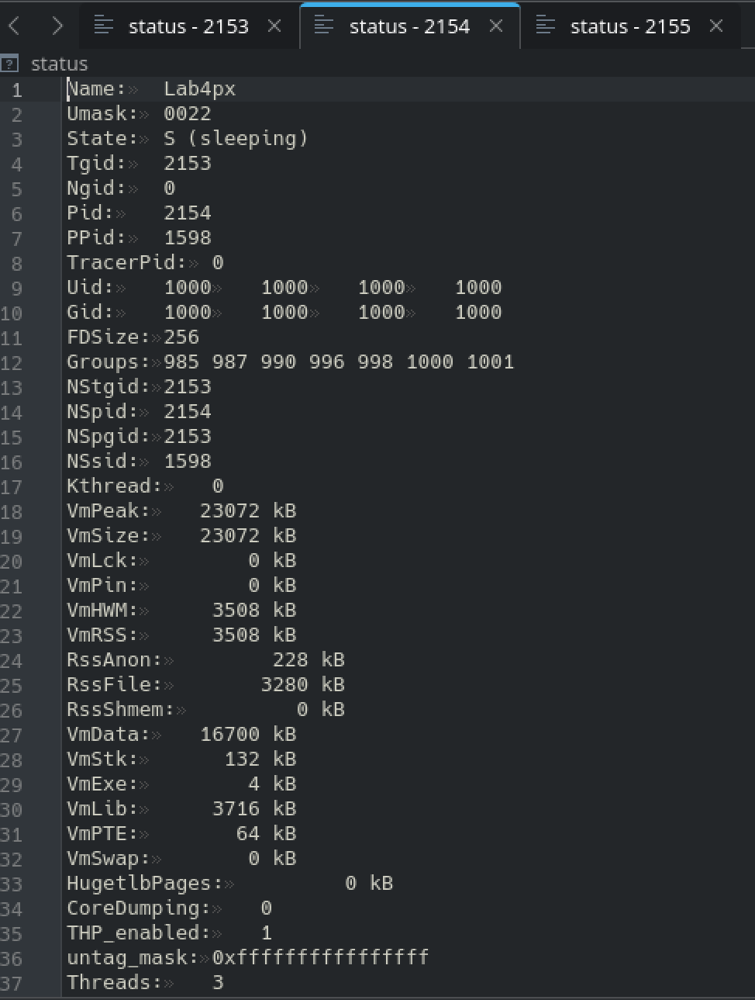 status - 2153 status - 2154 status - 2155
status
1 Name: Lab4px
2 Umask: 0022
3 State: S (sleeping)
4 Tgid: 2153
5 Ngid: 0
6 Pid: 2154
7 PPid: 1598
8 TracerPid: 0
9 Uid: 1000 1000 1000 1000
10 Gid: 1000 1000 1000 1000
11 FDSize: 256
12 Groups: 985 987 990 996 998 1000 1001
13 NStgid: 2153
14 NSpid: 2154
15 NSpgid: 2153
16 NSsid: 1598
17 Kthread: 0
18 VmPeak: 23072 kB
19 VmSize: 23072 kB
20 VmLck: 0 kB
21 VmPin: 0 kB
22 VmHWM: 3508 kB
23 VmRSS: 3508 kB
24 RssAnon: 228 kB
25 RssFile: 3280 kB
26 RssShmem: 0 kB
27 VmData: 16700 kB
28 VmStk: 132 kB
29 VmExe: 4 kB
30 VmLib: 3716 kB
31 VmPTE: 64 kB
32 VmSwap: 0 kB
33 HugetlbPages: 0 kB
34 CoreDumping: 0
35 THP_enabled: 1
36 untag_mask: 0xffffffffffffffff
37 Threads: 3